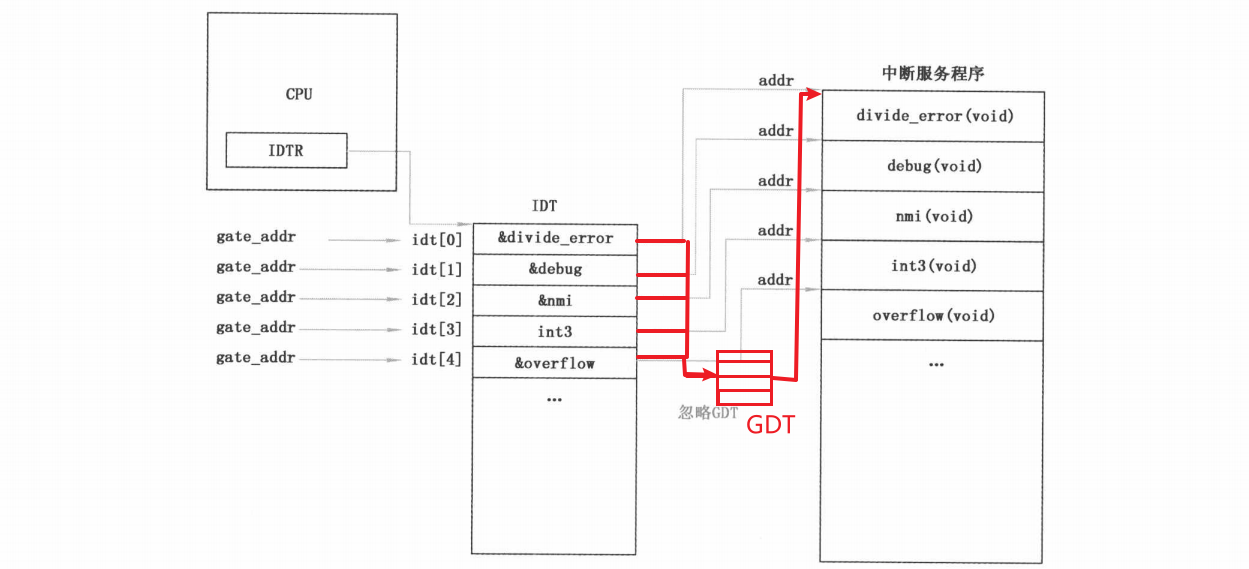 CPU
IDTR
IDT
gate_addr idt[0] &divide_error
gate_addr idt[1] &debug
gate_addr idt[2] &nmi
gate_addr idt[3] int3
gate_addr idt[4] &overflow
...
addr
addr
addr
addr
addr
忽略GDT
GDT
中断服务程序
divide_error(void)
debug(void)
nmi(void)
int3(void)
overflow(void)
...